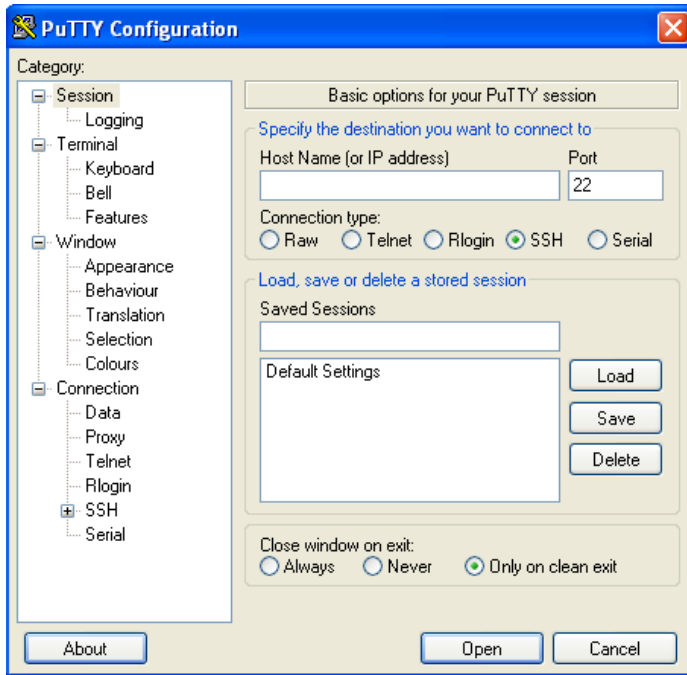 PuTTY Configuration
Category:
Session
Logging
Terminal
Keyboard
Bell
Features
Window
Appearance
Behaviour
Translation
Selection
Colours
Connection
Data
Proxy
Telnet
Rlogin
SSH
Serial
Basic options for your PuTTY session
Specify the destination you want to connect to
Host Name (or IP address) Port
22
Connection type:
Raw Telnet Rlogin SSH Serial
Load, save or delete a stored session
Saved Sessions
Default Settings
Load
Save
Delete
Close window on exit:
Always Never Only on clean exit
About Open Cancel